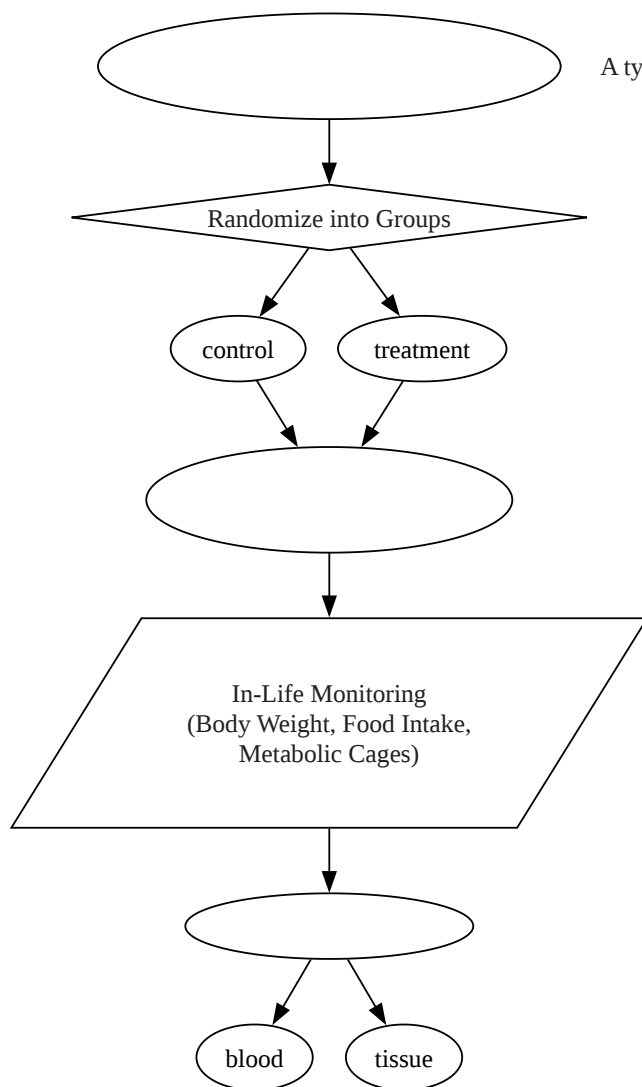 A ty
Randomize into Groups
control
treatment
In-Life Monitoring
(Body Weight, Food Intake,
Metabolic Cages)
blood
tissue